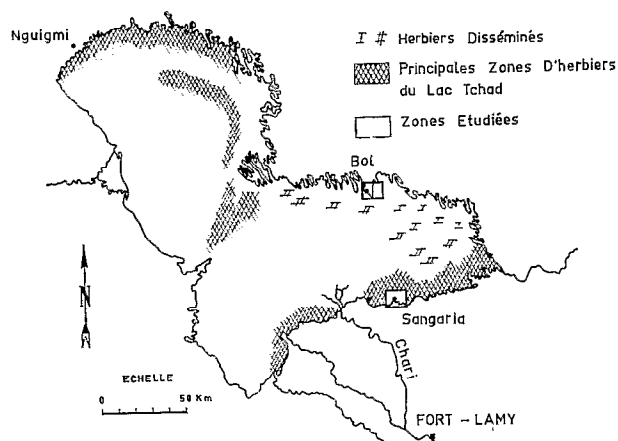 Nguigmi
Herbiers Disséminés
Principales Zones D'herbiers
du Lac Tchad
Zones Etudiées
Bol
N
Sangaria
Chari
ECHELLE
0 50 Km
FORT - LAMY